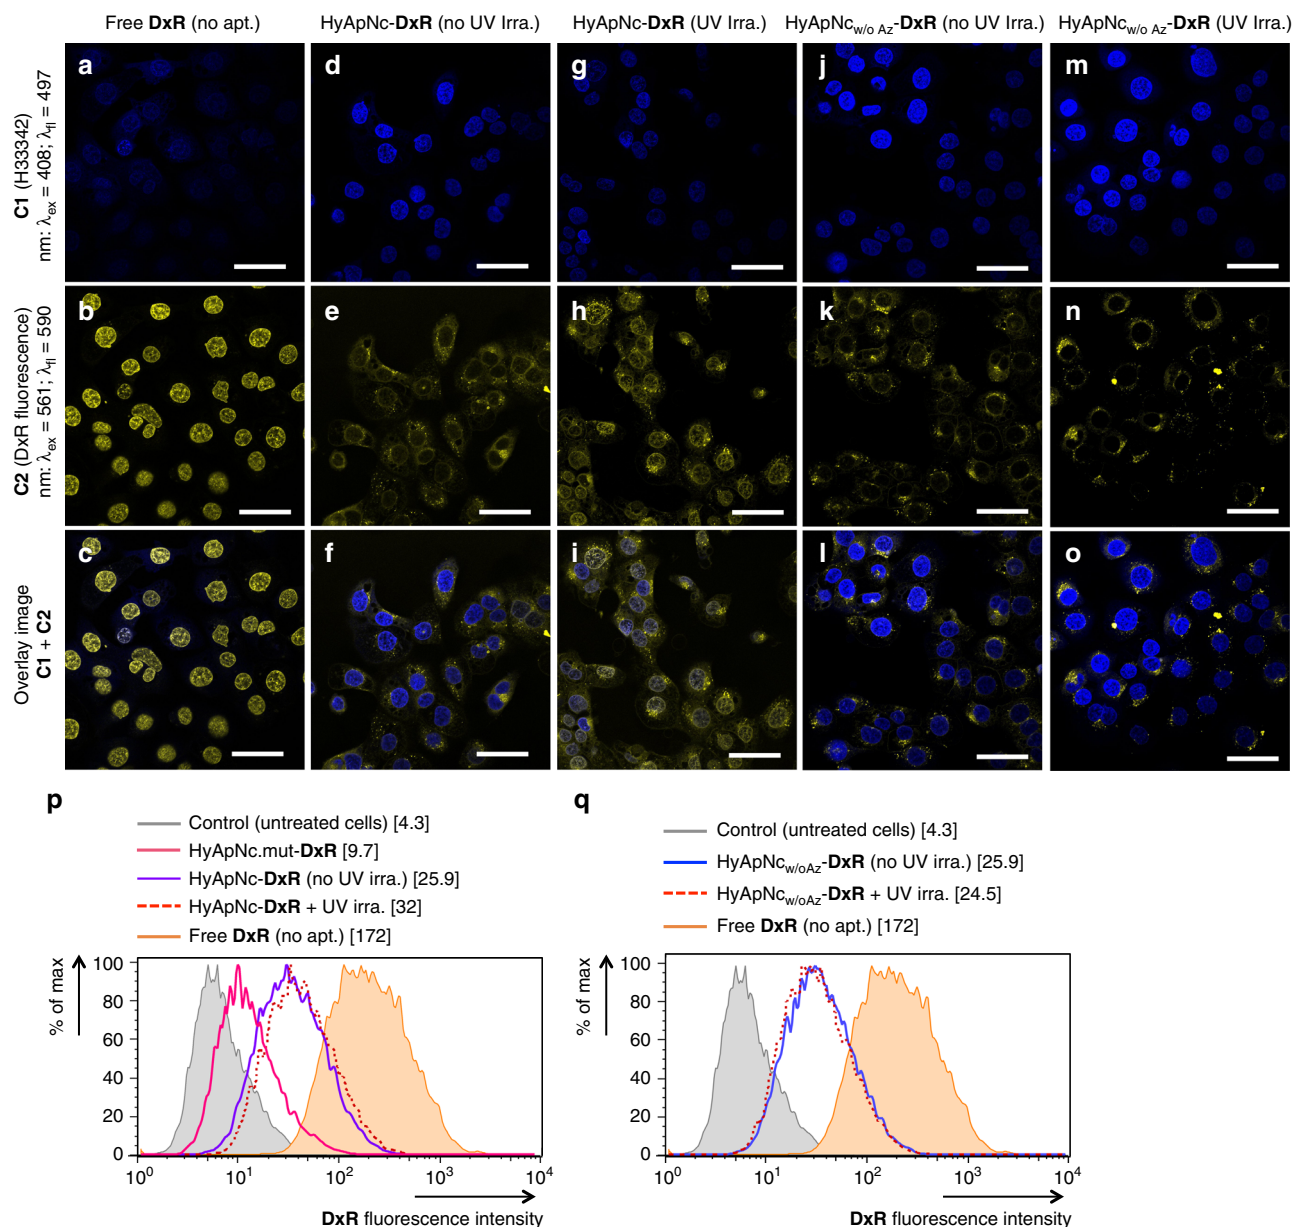 Free DxR (no apt.)
HyApNc-DxR (no UV Irra.)
HyApNc-DxR (UV Irra.)
HyApNcw/o Az-DxR (no UV Irra.)
HyApNcw/o Az-DxR (UV Irra.)
C1 (H33342)
nm: λex = 408; λfl = 497
a
d
g
j
m
C2 (DxR fluorescence)
nm: λex = 561; λfl = 590
b
e
h
k
n
Overlay image
C1 + C2
c
f
i
l
o
p
Control (untreated cells) [4.3]
HyApNc.mut-DxR [9.7]
HyApNc-DxR (no UV irra.) [25.9]
HyApNc-DxR + UV irra. [32]
Free DxR (no apt.) [172]
% of max
100
80
60
40
20
0
10^0
10^1
10^2
10^3
10^4
DxR fluorescence intensity
q
Control (untreated cells) [4.3]
HyApNcw/oAz-DxR (no UV irra.) [25.9]
HyApNcw/oAz-DxR + UV irra. [24.5]
Free DxR (no apt.) [172]
% of max
100
80
60
40
20
0
10^0
10^1
10^2
10^3
10^4
DxR fluorescence intensity